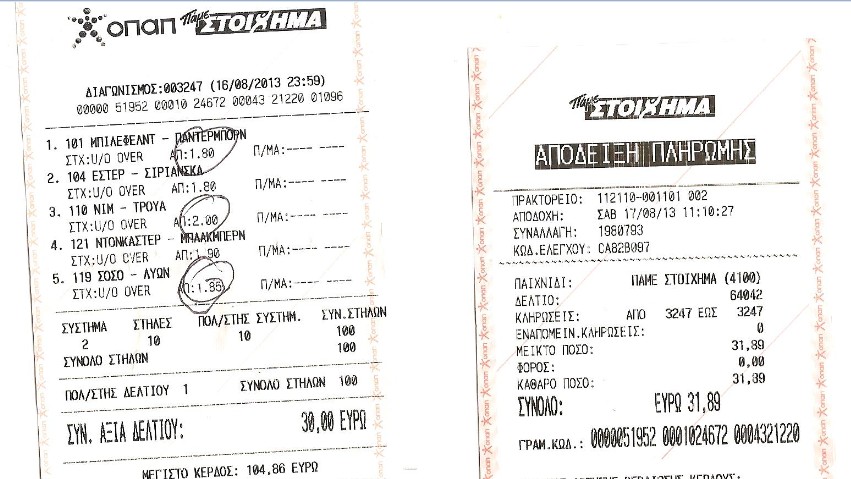 οπαπ Πάμε ΣΤΟΙΧΗΜΑ
ΔΙΑΓΩΝΙΣΜΟΣ:003247 (16/08/2013 23:59)
00000 51952 00010 24672 00043 21220 01096
1. 101 ΜΠΙΛΕΦΕΛΝΤ - ΠΑΝΤΕΡΜΠΟΡΝ
ΣΤΧ:U/O OVER ΑΠ:1.80 Π/ΜΑ:---- ----
2. 104 ΕΣΤΕΡ - ΣΙΡΙΑΝΣΚΑ
ΣΤΧ:U/O OVER ΑΠ:1.80 Π/ΜΑ:---- ----
3. 110 ΝΙΜ - ΤΡΟΥΑ
ΣΤΧ:U/O OVER ΑΠ:2.00 Π/ΜΑ:---- ----
4. 121 ΝΤΟΝΚΑΣΤΕΡ - ΜΠΛΑΚΜΠΕΡΝ
ΣΤΧ:U/O OVER ΑΠ:1.90 Π/ΜΑ:---- ----
5. 119 ΣΟΣΟ - ΛΥΩΝ
ΣΤΧ:U/O OVER ΑΠ:1.85 Π/ΜΑ:---- ----
ΣΥΣΤΗΜΑ ΣΤΗΛΕΣ ΠΟΛ/ΣΤΗΣ ΣΥΣΤΗΜ. ΣΥΝ.ΣΤΗΛΩΝ
2 10 10 100
ΣΥΝΟΛΟ ΣΤΗΛΩΝ 100
ΠΟΛ/ΣΤΗΣ ΔΕΛΤΙΟΥ 1 ΣΥΝΟΛΟ ΣΤΗΛΩΝ 100
ΣΥΝ. ΑΞΙΑ ΔΕΛΤΙΟΥ: 30,00 ΕΥΡΩ
ΜΕΓΙΣΤΟ ΚΕΡΔΟΣ: 104,86 ΕΥΡΩ
Πάμε ΣΤΟΙΧΗΜΑ
ΑΠΟΔΕΙΞΗ ΠΛΗΡΩΜΗΣ
ΠΡΑΚΤΟΡΕΙΟ: 112110-001101 002
ΑΠΟΔΟΧΗ: ΣΑΒ 17/08/13 11:10:27
ΣΥΝΑΛΛΑΓΗ: 1980793
ΚΩΔ.ΕΛΕΓΧΟΥ: CA82B097
ΠΑΙΧΝΙΔΙ: ΠΑΜΕ ΣΤΟΙΧΗΜΑ (4100)
ΔΕΛΤΙΟ: 64042
ΚΛΗΡΩΣΕΙΣ: ΑΠΟ 3247 ΕΩΣ 3247
ΕΝΑΠΟΜΕΙΝ.ΚΛΗΡΩΣΕΙΣ: 0
ΜΕΙΚΤΟ ΠΟΣΟ: 31,89
ΦΟΡΟΣ: 0,00
ΚΑΘΑΡΟ ΠΟΣΟ: 31,89
ΣΥΝΟΛΟ: ΕΥΡΩ 31,89
ΓΡΑΜ.ΚΩΔ.: 0000051952 0001024672 0004321220